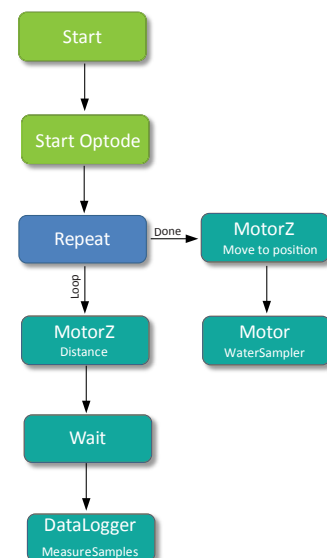 Start
Start Optode
Repeat
Done
MotorZ
Move to position
Loop
MotorZ
Distance
Motor
WaterSampler
Wait
DataLogger
MeasureSamples